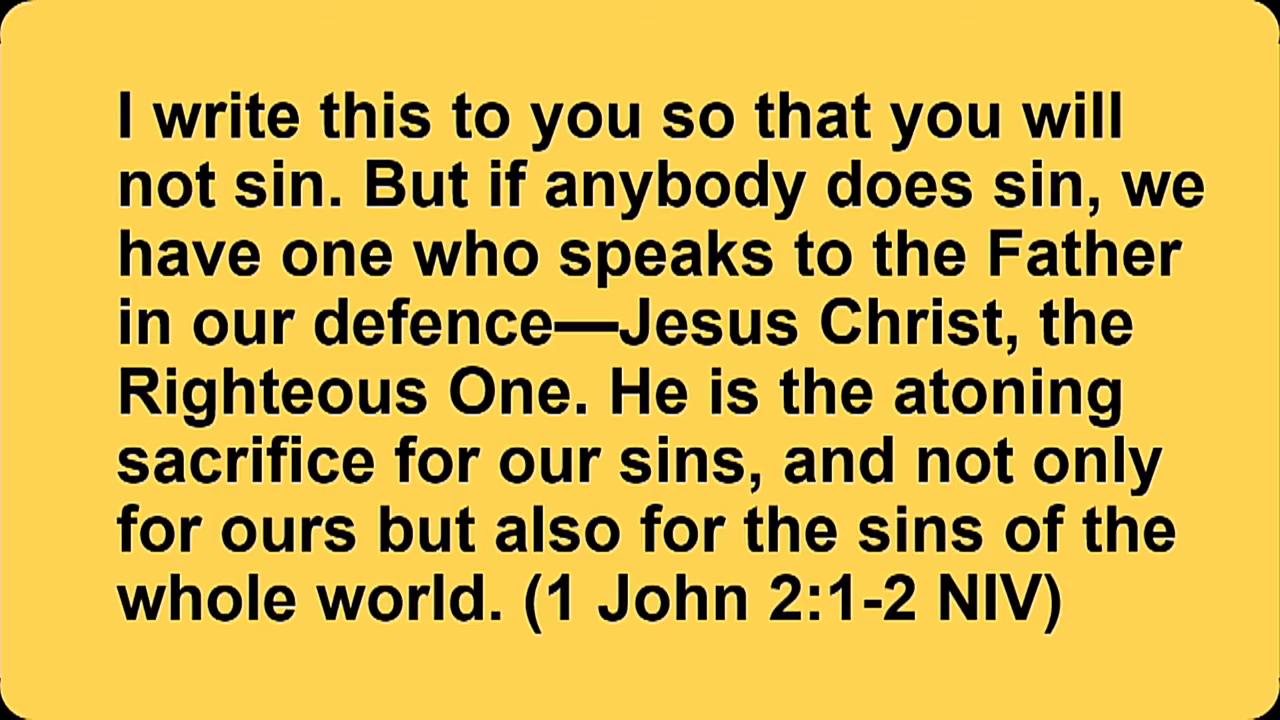 I write this to you so that you will
not sin. But if anybody does sin, we
have one who speaks to the Father
in our defence—Jesus Christ, the
Righteous One. He is the atoning
sacrifice for our sins, and not only
for ours but also for the sins of the
whole world. (1 John 2:1-2 NIV)